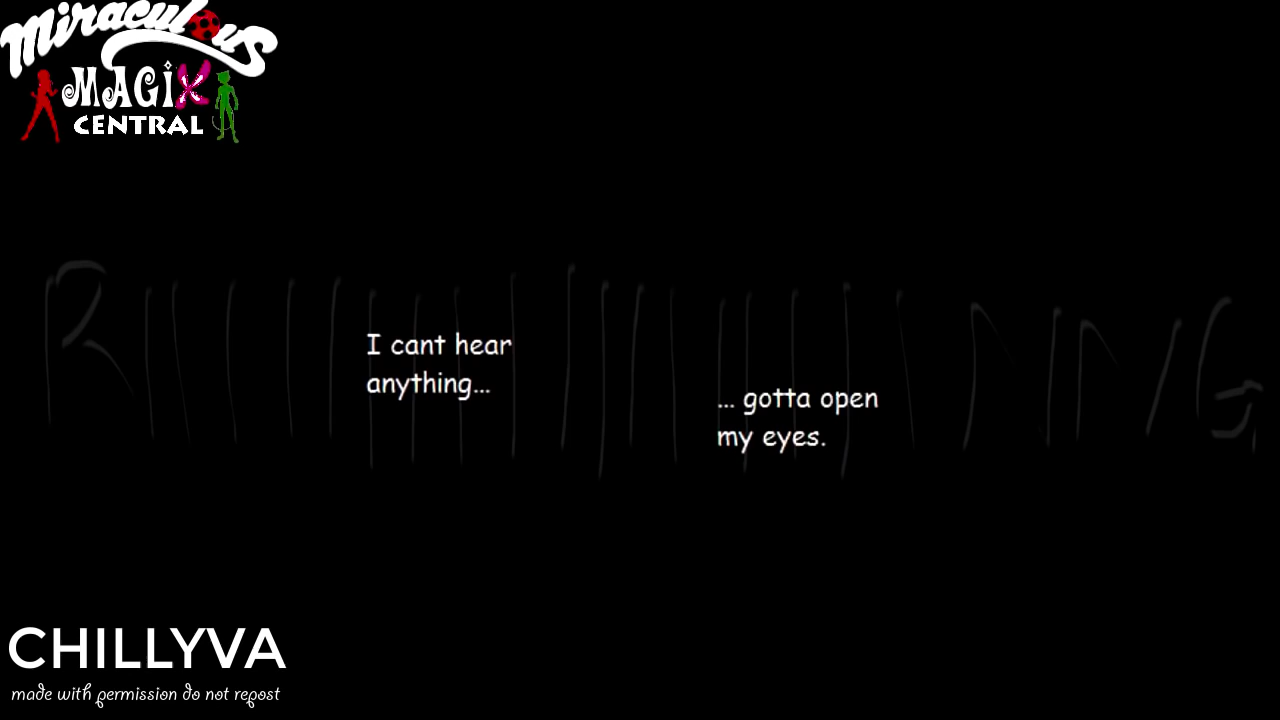 Miraculous
MAGiX
CENTRAL
I cant hear
anything...
... gotta open
my eyes.
CHILLYVA
made with permission do not repost